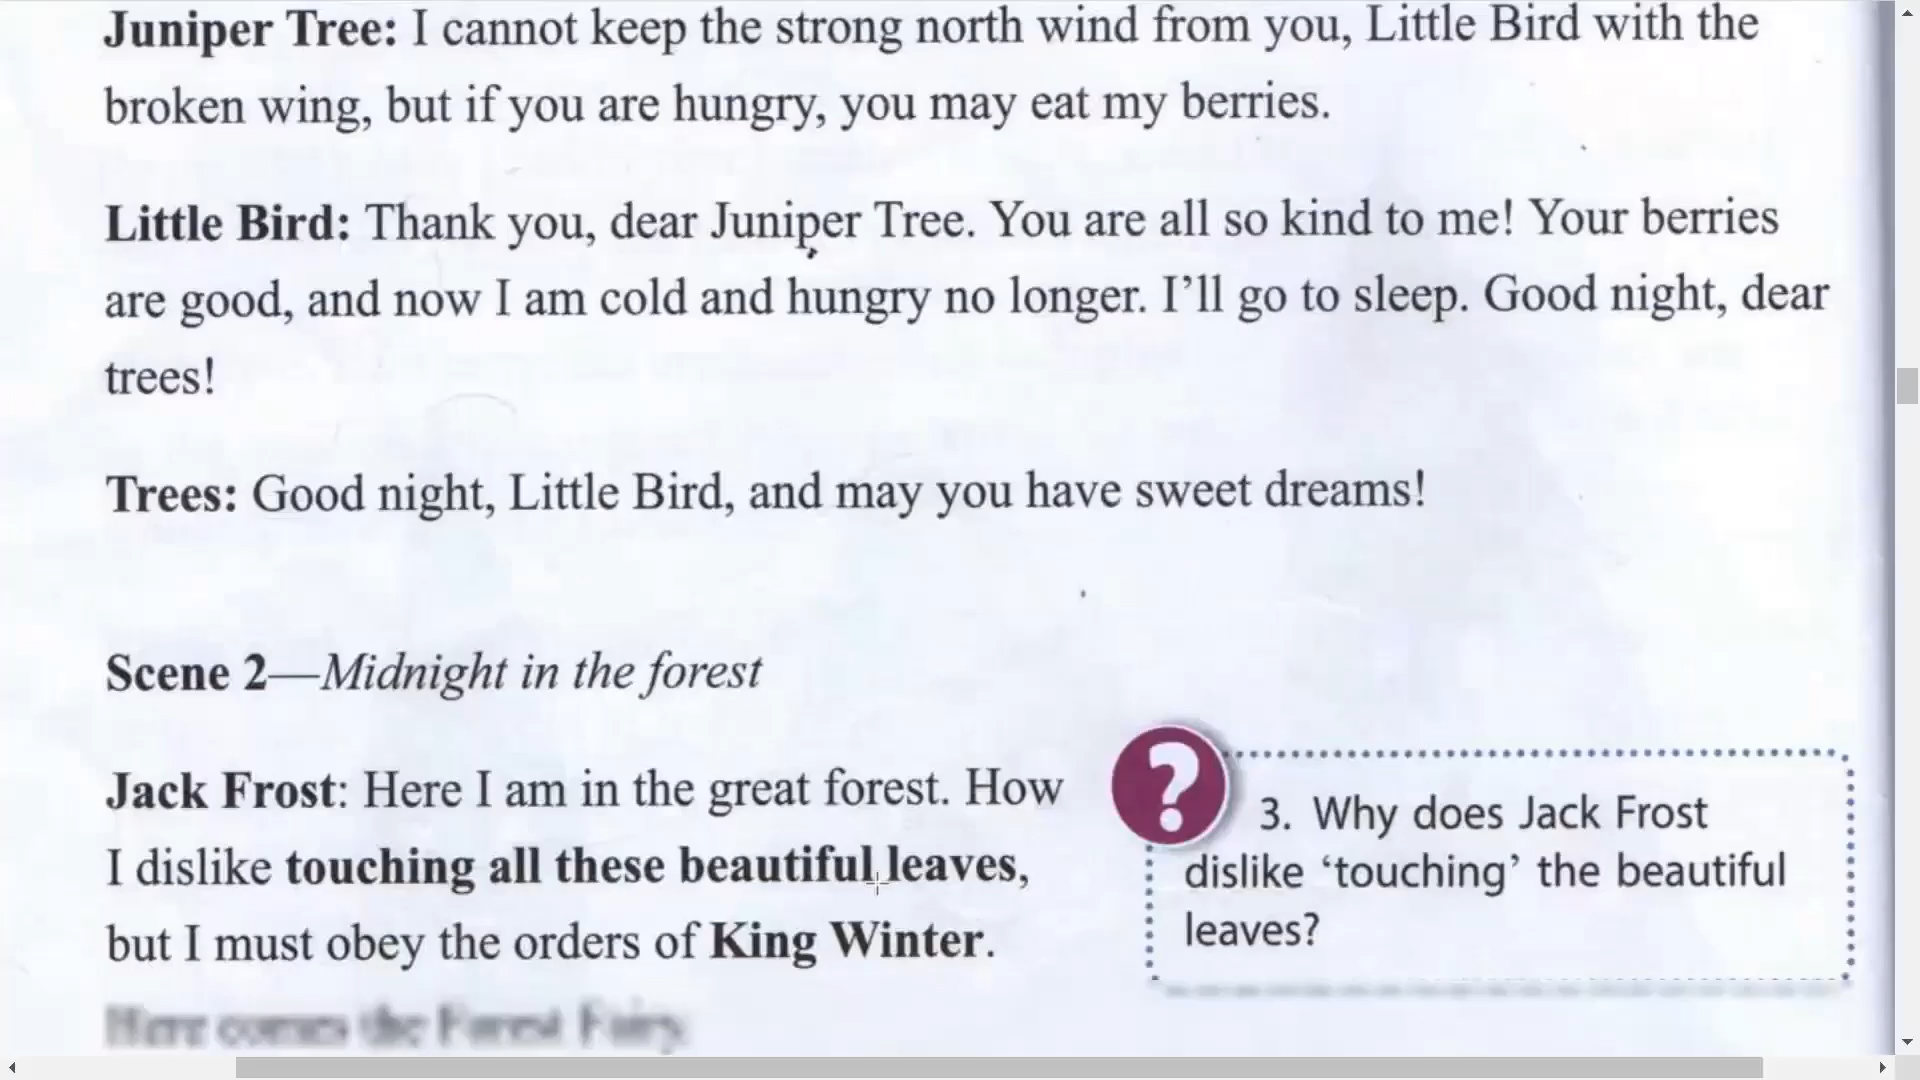 Juniper Tree: I cannot keep the strong north wind from you, Little Bird with the
broken wing, but if you are hungry, you may eat my berries.
Little Bird: Thank you, dear Juniper Tree. You are all so kind to me! Your berries
are good, and now I am cold and hungry no longer. I'll go to sleep. Good night, dear
trees!
Trees: Good night, Little Bird, and may you have sweet dreams!
Scene 2—Midnight in the forest
Jack Frost: Here I am in the great forest. How
I dislike touching all these beautiful leaves,
but I must obey the orders of King Winter.
Here comes the Forest Fairy.
3. Why does Jack Frost
dislike ‘touching’ the beautiful
leaves?